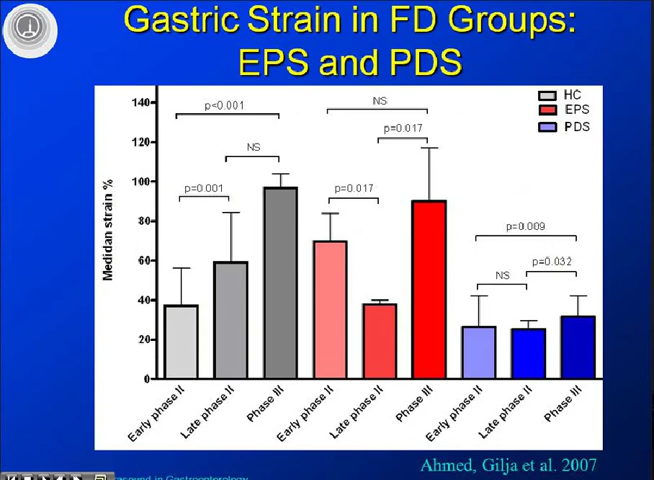 Gastric Strain in FD Groups:
EPS and PDS
HC
EPS
PDS
Medidan strain %
140
120
100
80
60
40
20
0
p<0.001
NS
p=0.001
NS
p=0.017
p=0.017
p=0.009
NS
p=0.032
Early phase II
Late phase II
Phase III
Early phase II
Late phase II
Phase III
Early phase II
Late phase II
Phase III
Ahmed, Gilja et al. 2007
in Gastroenterology